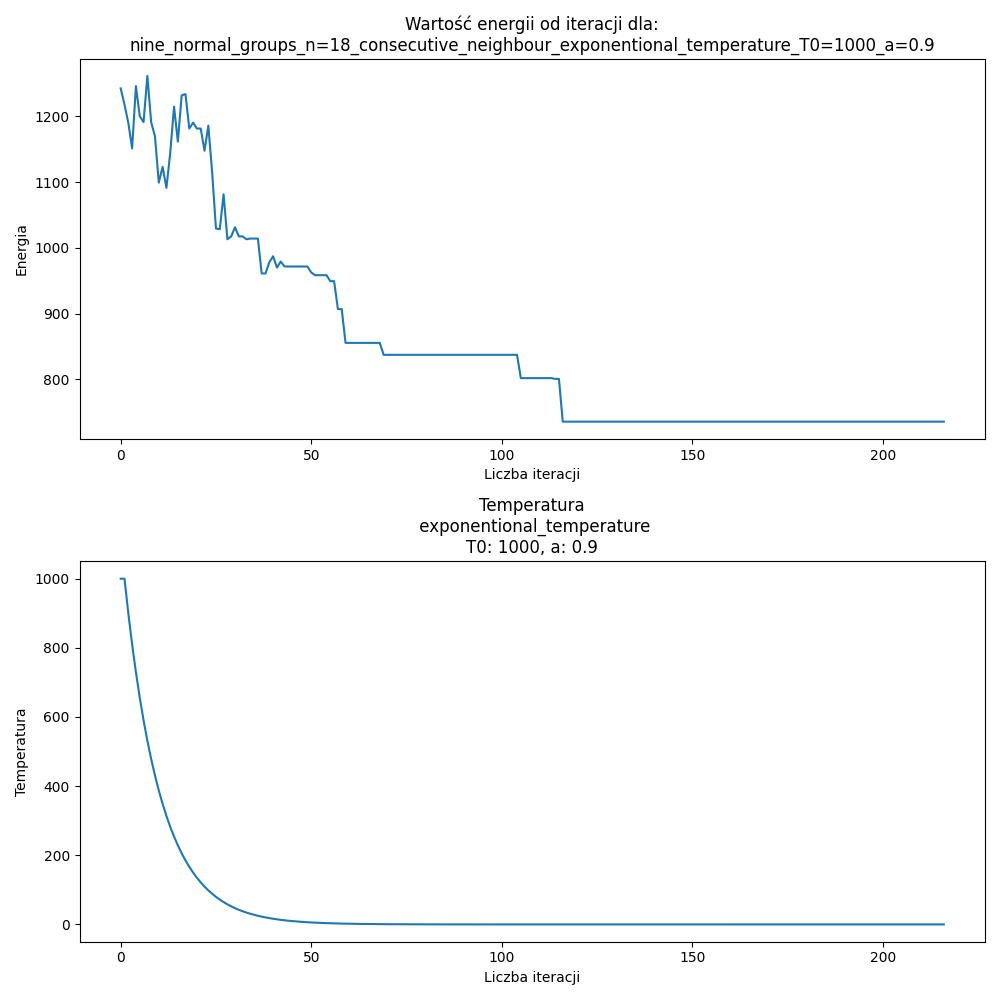 Wartość energii od iteracji dla:
nine_normal_groups_n=18_consecutive_neighbour_exponentional_temperature_T0=1000_a=0.9
1200
1100
1000
900
800
Energia
0 50 100 150 200
Liczba iteracji
Temperatura
exponentional_temperature
T0: 1000, a: 0.9
1000
800
600
400
200
0
Temperatura
0 50 100 150 200
Liczba iteracji